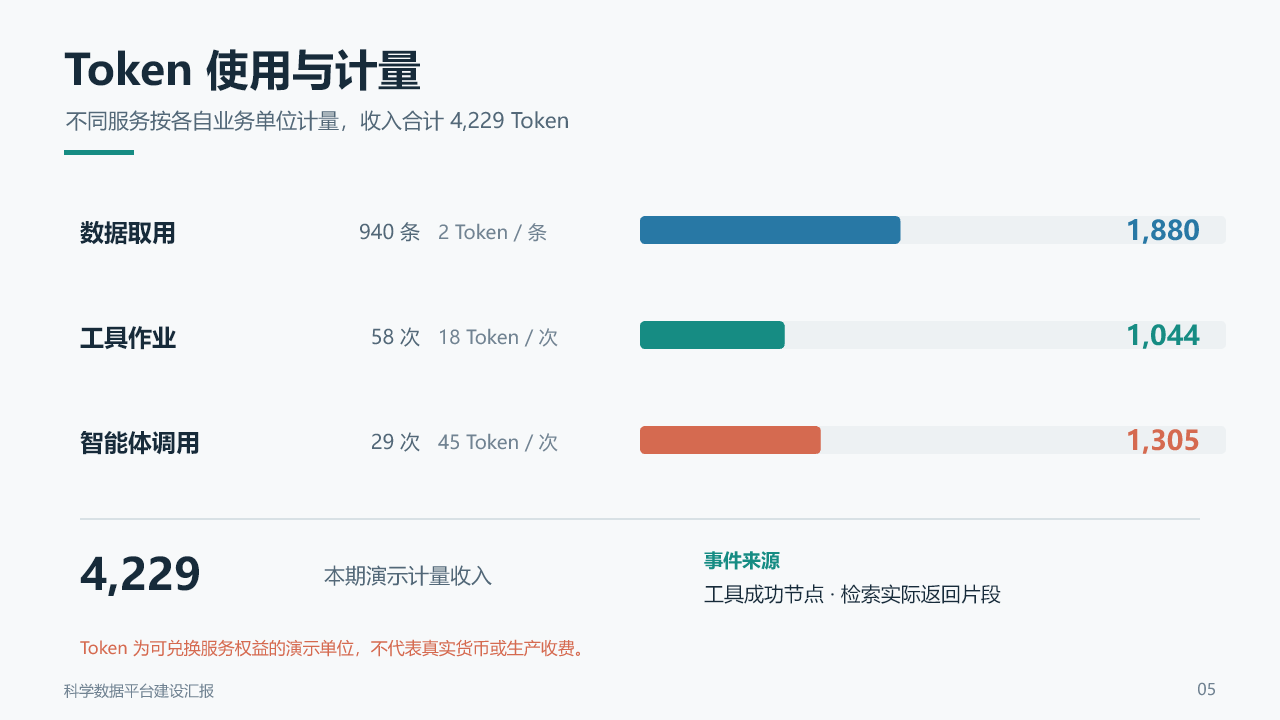 Token 使用与计量
不同服务按各自业务单位计量，收入合计 4,229 Token
数据取用 940 条 2 Token / 条 1,880
工具作业 58 次 18 Token / 次 1,044
智能体调用 29 次 45 Token / 次 1,305
4,229 本期演示计量收入
事件来源
工具成功节点 · 检索实际返回片段
Token 为可兑换服务权益的演示单位，不代表真实货币或生产收费。
科学数据平台建设汇报 05